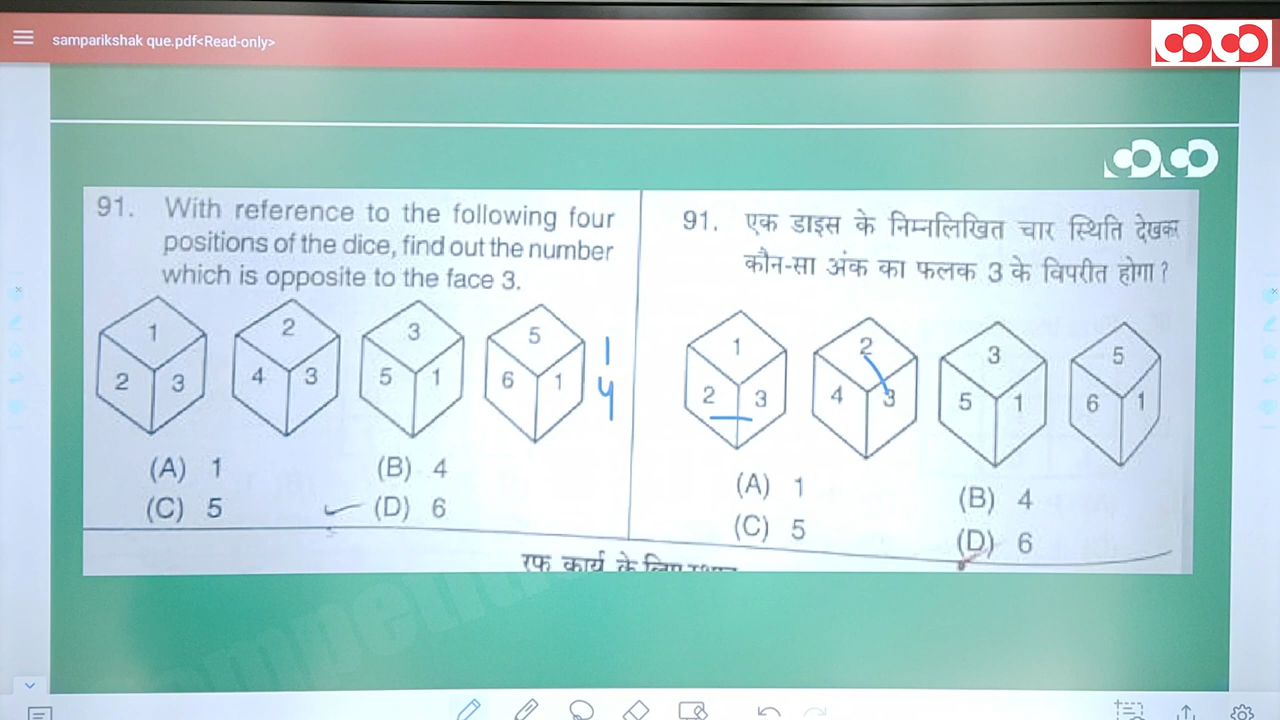 samparikshak que.pdf<Read-only>
91. With reference to the following four
positions of the dice, find out the number
which is opposite to the face 3.
1 2 3
2 4 3
3 5 1
5 6 1
1
4
(A) 1 (B) 4
(C) 5 (D) 6
91. एक डाइस के निम्नलिखित चार स्थिति देखकर
कौन-सा अंक का फलक 3 के विपरीत होगा ?
1 2 3
2 4 3
3 5 1
5 6 1
(A) 1 (B) 4
(C) 5 (D) 6
रफ कार्य के लिए स्थान